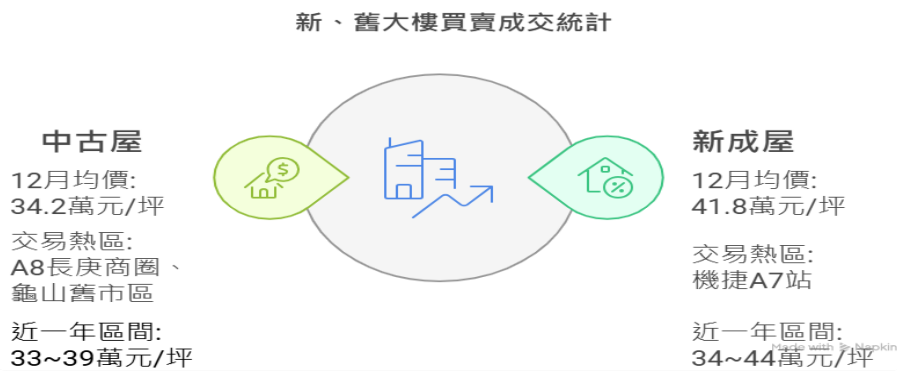 新、舊大樓買賣成交統計
中古屋
12月均價:
34.2萬元/坪
交易熱區:
A8長庚商圈、
龜山舊市區
近一年區間:
33~39萬元/坪
$
%
新成屋
12月均價:
41.8萬元/坪
交易熱區:
機捷A7站
近一年區間:
34~44萬元/坪
Made with Napkin